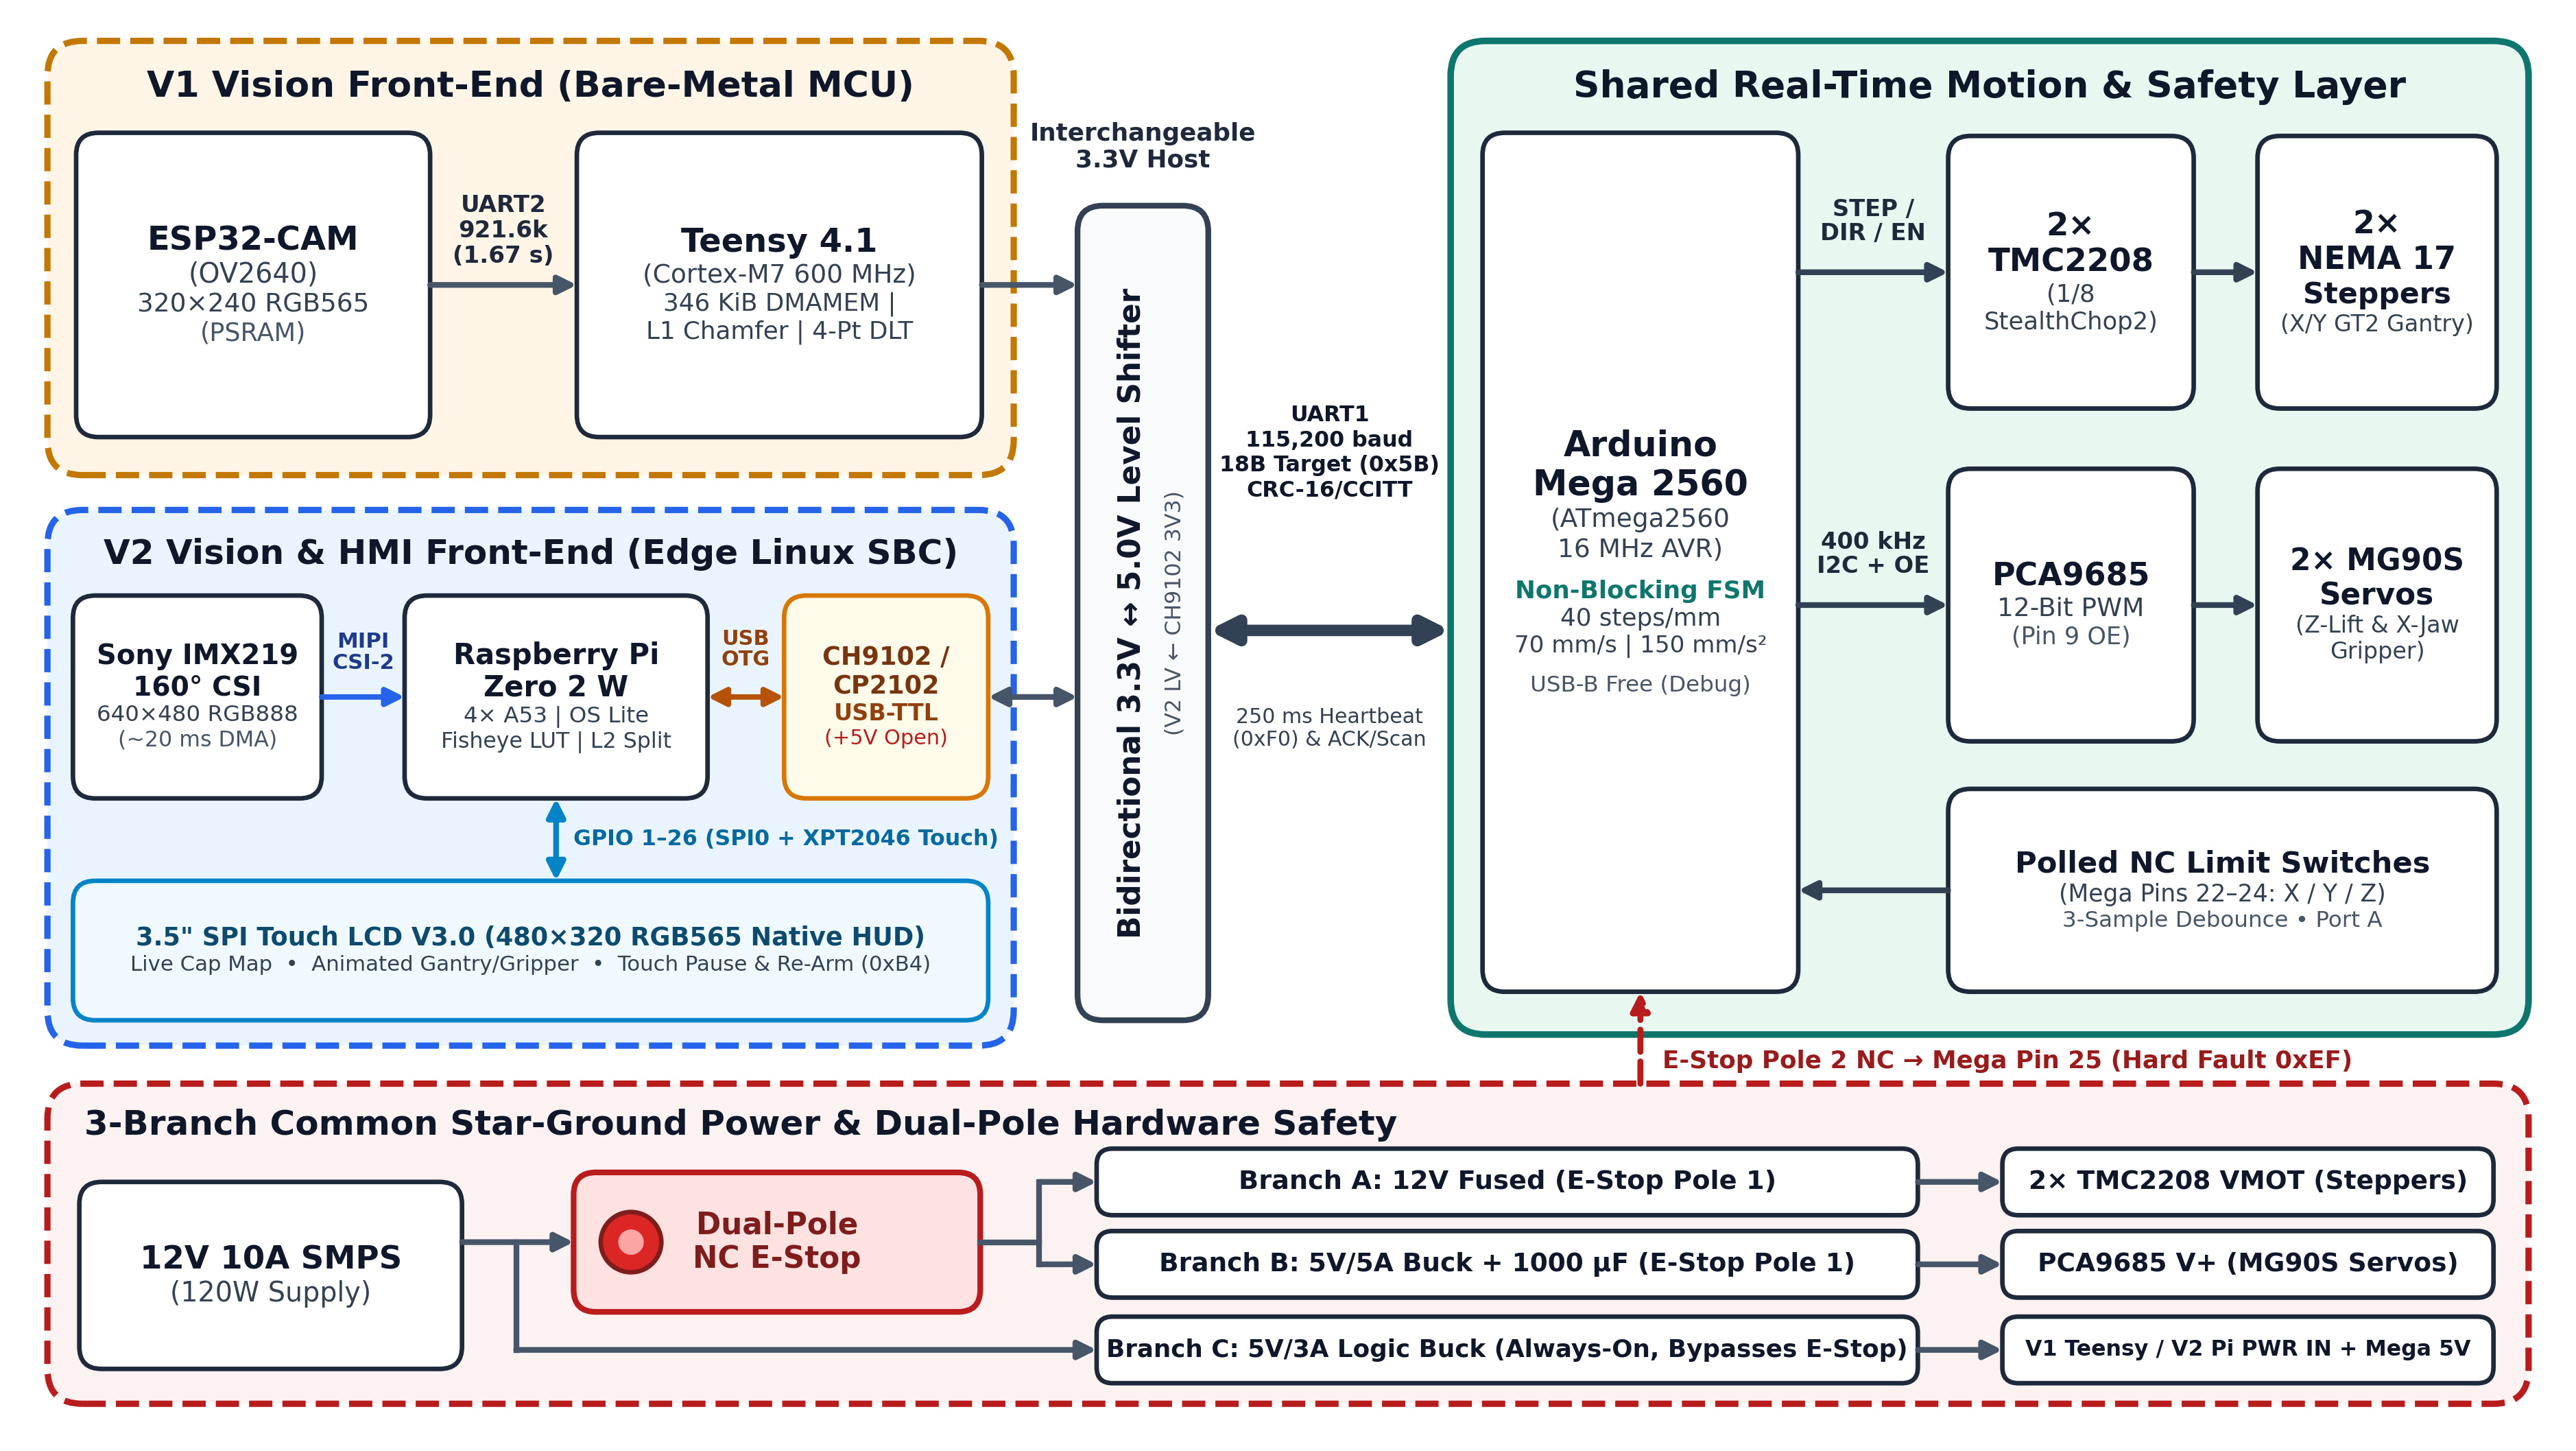 V1 Vision Front-End (Bare-Metal MCU)
ESP32-CAM
(OV2640)
320×240 RGB565
(PSRAM)
UART2
921.6k
(1.67 s)
Teensy 4.1
(Cortex-M7 600 MHz)
346 KiB DMAMEM |
L1 Chamfer | 4-Pt DLT
Interchangeable
3.3V Host
V2 Vision & HMI Front-End (Edge Linux SBC)
Sony IMX219
160° CSI
640×480 RGB888
(~20 ms DMA)
MIPI
CSI-2
Raspberry Pi
Zero 2 W
4× A53 | OS Lite
Fisheye LUT | L2 Split
USB
OTG
CH9102 /
CP2102
USB-TTL
(+5V Open)
GPIO 1–26 (SPI0 + XPT2046 Touch)
3.5" SPI Touch LCD V3.0 (480×320 RGB565 Native HUD)
Live Cap Map • Animated Gantry/Gripper • Touch Pause & Re-Arm (0xB4)
Bidirectional 3.3V ↔ 5.0V Level Shifter
(V2 LV ← CH9102 3V3)
UART1
115,200 baud
18B Target (0x5B)
CRC-16/CCITT
250 ms Heartbeat
(0xF0) & ACK/Scan
Shared Real-Time Motion & Safety Layer
Arduino
Mega 2560
(ATmega2560
16 MHz AVR)
Non-Blocking FSM
40 steps/mm
70 mm/s | 150 mm/s²
USB-B Free (Debug)
STEP /
DIR / EN
2×
TMC2208
(1/8
StealthChop2)
2×
NEMA 17
Steppers
(X/Y GT2 Gantry)
400 kHz
I2C + OE
PCA9685
12-Bit PWM
(Pin 9 OE)
2× MG90S
Servos
(Z-Lift & X-Jaw
Gripper)
Polled NC Limit Switches
(Mega Pins 22–24: X / Y / Z)
3-Sample Debounce • Port A
E-Stop Pole 2 NC → Mega Pin 25 (Hard Fault 0xEF)
3-Branch Common Star-Ground Power & Dual-Pole Hardware Safety
12V 10A SMPS
(120W Supply)
Dual-Pole
NC E-Stop
Branch A: 12V Fused (E-Stop Pole 1)
2× TMC2208 VMOT (Steppers)
Branch B: 5V/5A Buck + 1000 µF (E-Stop Pole 1)
PCA9685 V+ (MG90S Servos)
Branch C: 5V/3A Logic Buck (Always-On, Bypasses E-Stop)
V1 Teensy / V2 Pi PWR IN + Mega 5V